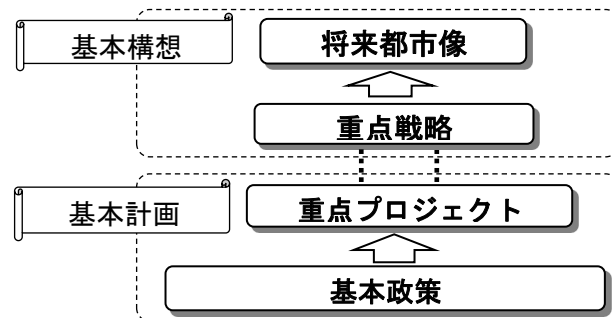 基本構想
将来都市像
重点戦略
基本計画
重点プロジェクト
基本政策